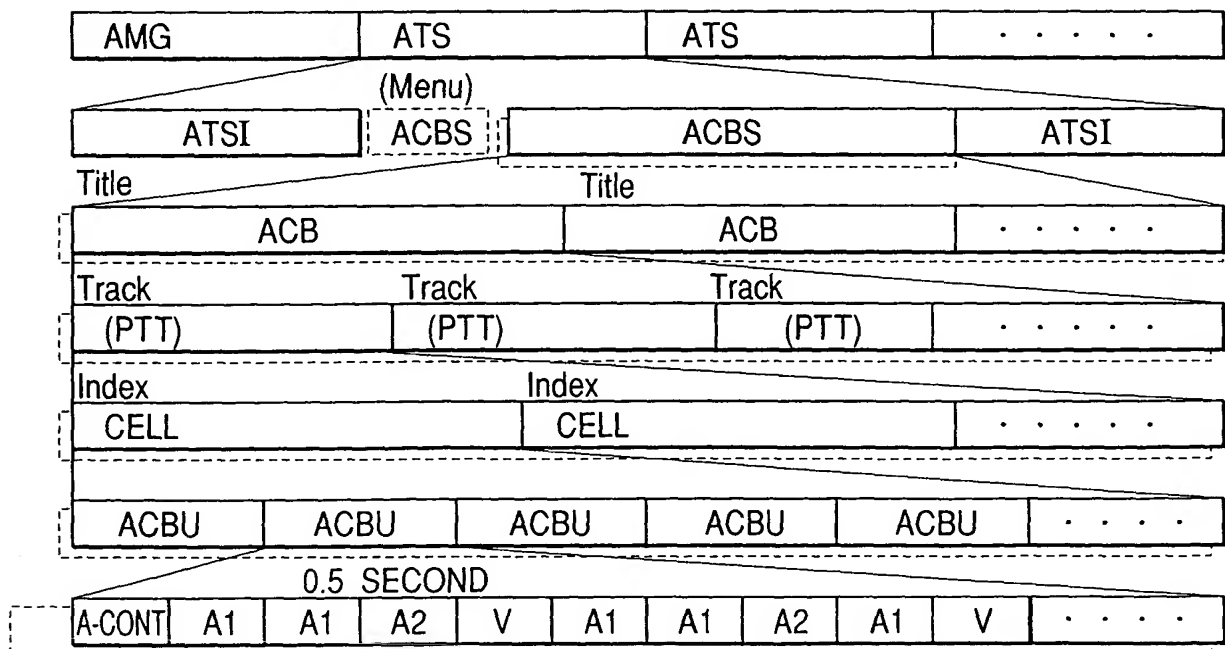 AMG ATS ATS · · · · ·
(Menu)
ATSI ACBS ACBS ATSI
Title Title
ACB ACB · · · · ·
Track Track Track
(PTT) (PTT) (PTT) · · · · ·
Index Index
CELL CELL · · · · ·
ACBU ACBU ACBU ACBU ACBU · · · ·
0.5 SECOND
A-CONT A1 A1 A2 V A1 A1 A2 A1 V · · · ·